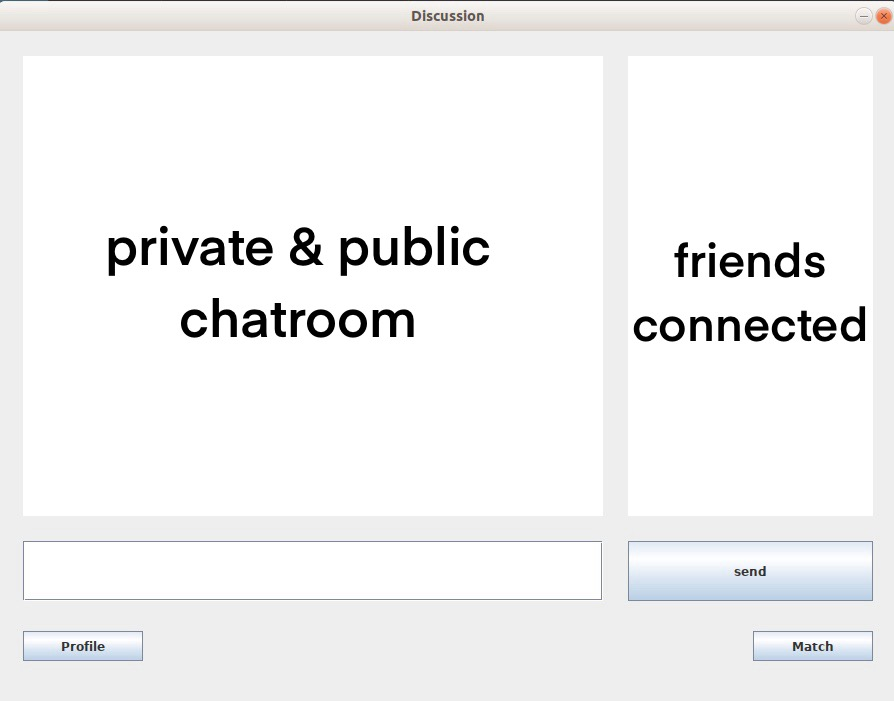 Discussion
private & public
chatroom
friends
connected
send
Profile
Match